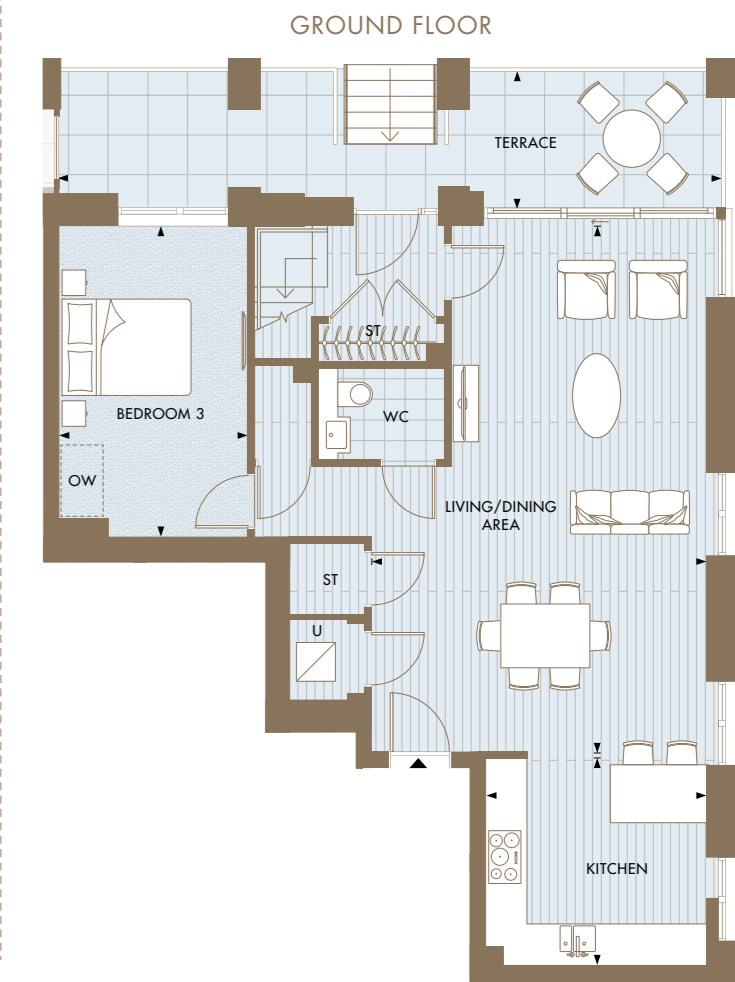 GROUND FLOOR
TERRACE
ST
BEDROOM 3
WC
OW
LIVING/DINING
AREA
ST
U
KITCHEN